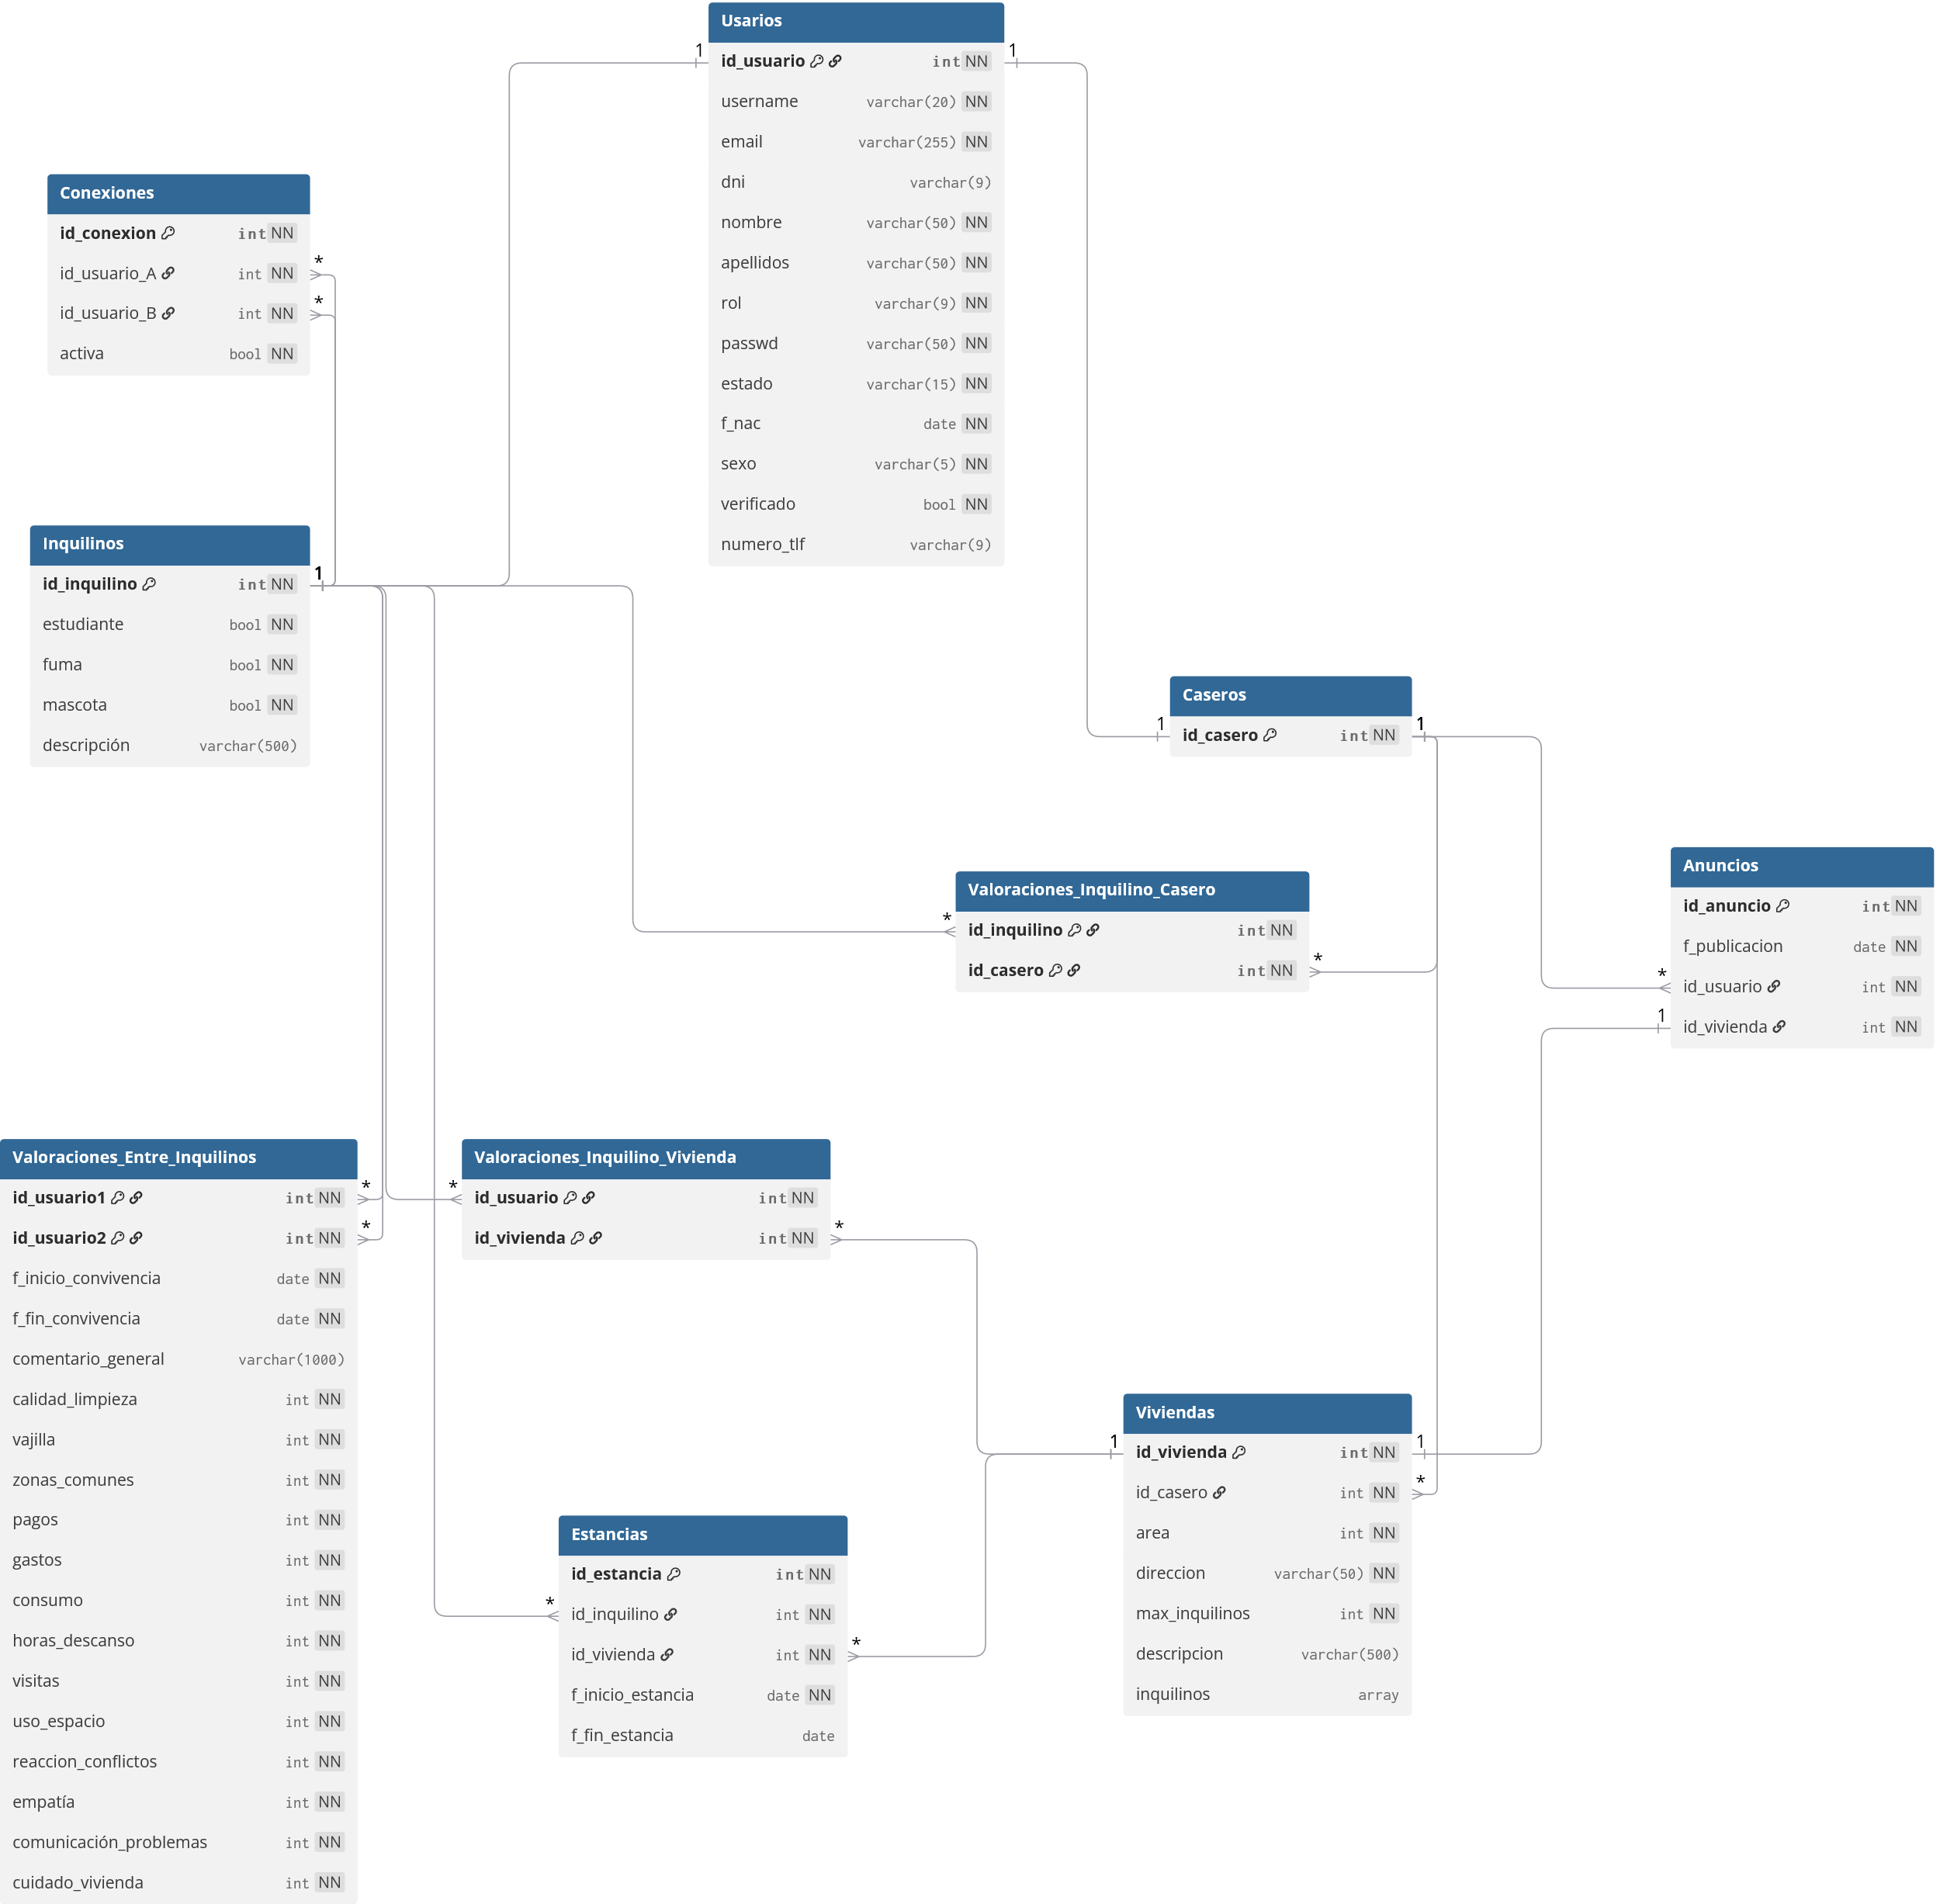 Usarios
1
1
id_usuario int NN
username varchar(20) NN
email varchar(255) NN
dni varchar(9)
nombre varchar(50) NN
apellidos varchar(50) NN
rol varchar(9) NN
passwd varchar(50) NN
estado varchar(15) NN
f_nac date NN
sexo varchar(5) NN
verificado bool NN
numero_tlf varchar(9)
Conexiones
id_conexion int NN
id_usuario_A int NN
*
id_usuario_B int NN
*
activa bool NN
Inquilinos
id_inquilino int NN
1
estudiante bool NN
fuma bool NN
mascota bool NN
descripción varchar(500)
Caseros
1
id_casero int NN
1
Valoraciones_Inquilino_Casero
*
id_inquilino int NN
id_casero int NN
*
Anuncios
id_anuncio int NN
f_publicacion date NN
*
id_usuario int NN
1
id_vivienda int NN
Valoraciones_Entre_Inquilinos
id_usuario1 int NN
*
id_usuario2 int NN
*
f_inicio_convivencia date NN
f_fin_convivencia date NN
comentario_general varchar(1000)
calidad_limpieza int NN
vajilla int NN
zonas_comunes int NN
pagos int NN
gastos int NN
consumo int NN
horas_descanso int NN
visitas int NN
uso_espacio int NN
reaccion_conflictos int NN
empatía int NN
comunicación_problemas int NN
cuidado_vivienda int NN
Valoraciones_Inquilino_Vivienda
*
id_usuario int NN
id_vivienda int NN
*
Viviendas
1
id_vivienda int NN
1
id_casero int NN
*
area int NN
direccion varchar(50) NN
max_inquilinos int NN
descripcion varchar(500)
inquilinos array
Estancias
id_estancia int NN
*
id_inquilino int NN
id_vivienda int NN
*
f_inicio_estancia date NN
f_fin_estancia date